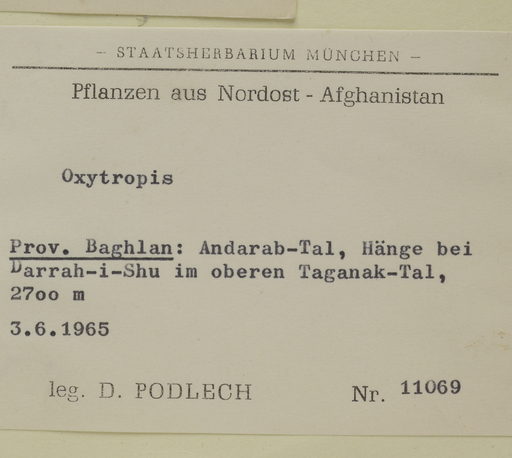 – STAATSHERBARIUM MÜNCHEN –
Pflanzen aus Nordost - Afghanistan
Oxytropis
Prov. Baghlan: Andarab-Tal, Hänge bei
Darrah-i-Shu im oberen Taganak-Tal,
27oo m
3.6.1965
leg. D. PODLECH Nr. 11069